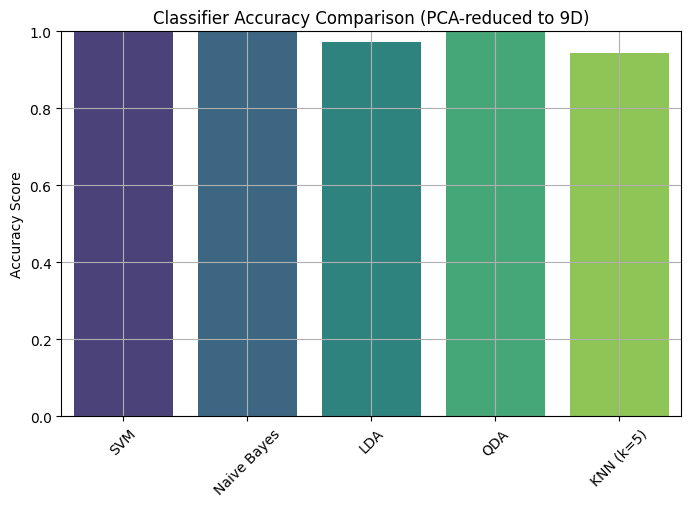 Classifier Accuracy Comparison (PCA-reduced to 9D)
Accuracy Score
1.0
0.8
0.6
0.4
0.2
0.0
SVM
Naive Bayes
LDA
QDA
KNN (k=5)